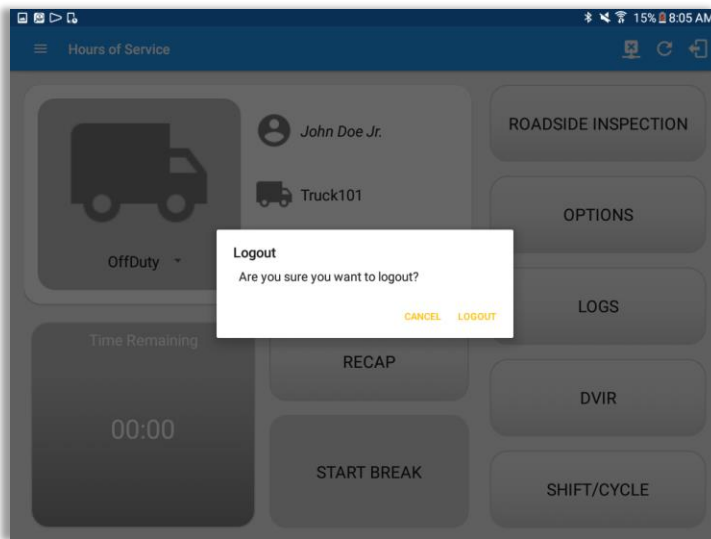 15% 8:05 AM
Hours of Service
John Doe Jr.
Truck101
OffDuty
ROADSIDE INSPECTION
OPTIONS
LOGS
DVIR
SHIFT/CYCLE
Logout
Are you sure you want to logout?
CANCEL LOGOUT
Time Remaining
00:00
RECAP
START BREAK